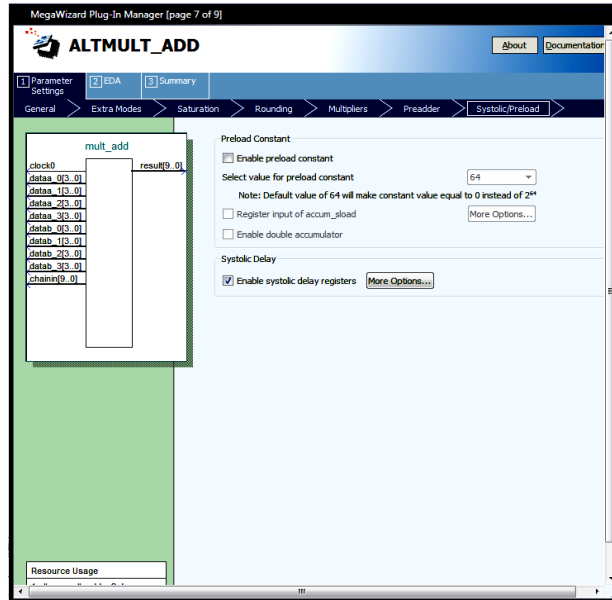 MegaWizard Plug-In Manager [page 7 of 9]
ALTMULT_ADD
About
Documentation
1 Parameter Settings
2 EDA
3 Summary
General
Extra Modes
Saturation
Rounding
Multipliers
Preadder
Systolic/Preload
mult_add
clock0
result[9..0]
dataa_0[3..0]
dataa_1[3..0]
dataa_2[3..0]
dataa_3[3..0]
datab_0[3..0]
datab_1[3..0]
datab_2[3..0]
datab_3[3..0]
chainin[9..0]
Preload Constant
Enable preload constant
Select value for preload constant
64
Note: Default value of 64 will make constant value equal to 0 instead of 2⁶⁴
Register input of accum_sload
More Options...
Enable double accumulator
Systolic Delay
Enable systolic delay registers
More Options...
Resource Usage